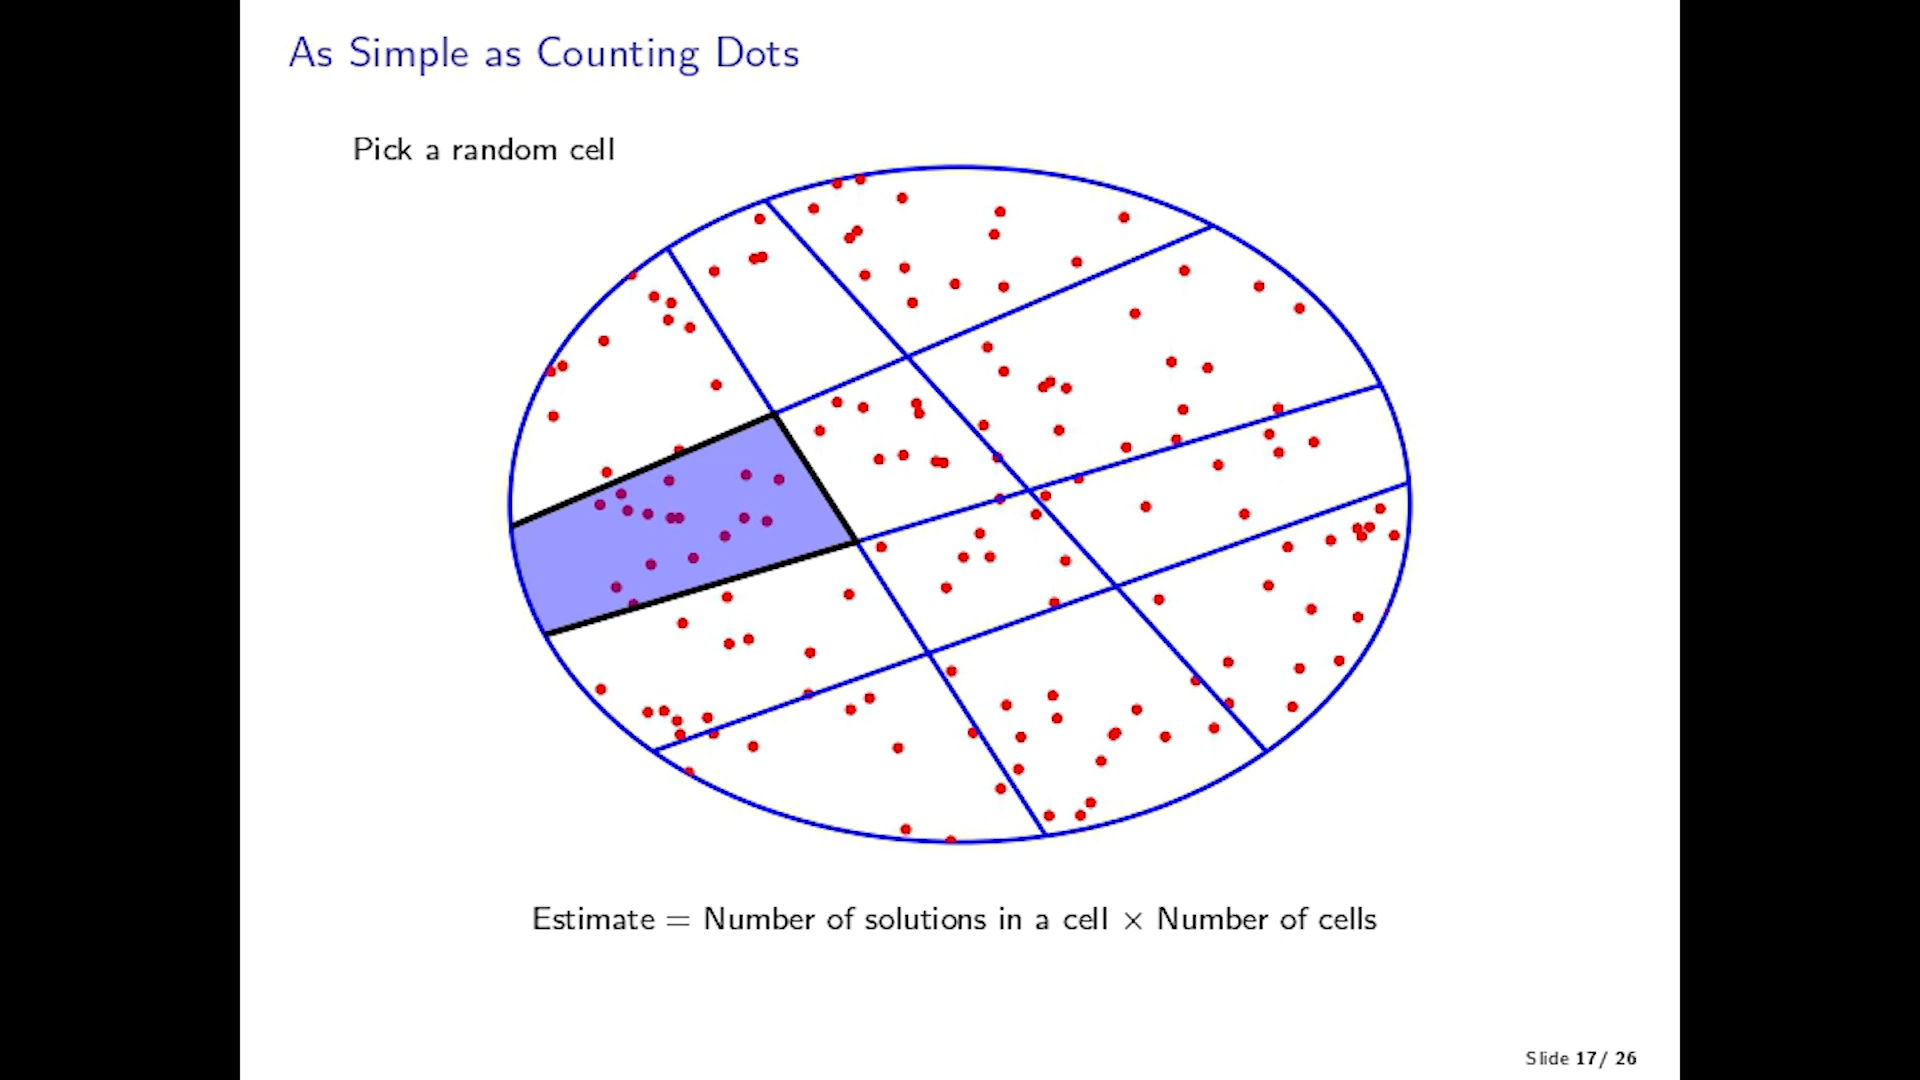 As Simple as Counting Dots
Pick a random cell
Estimate = Number of solutions in a cell × Number of cells
Slide 17/ 26